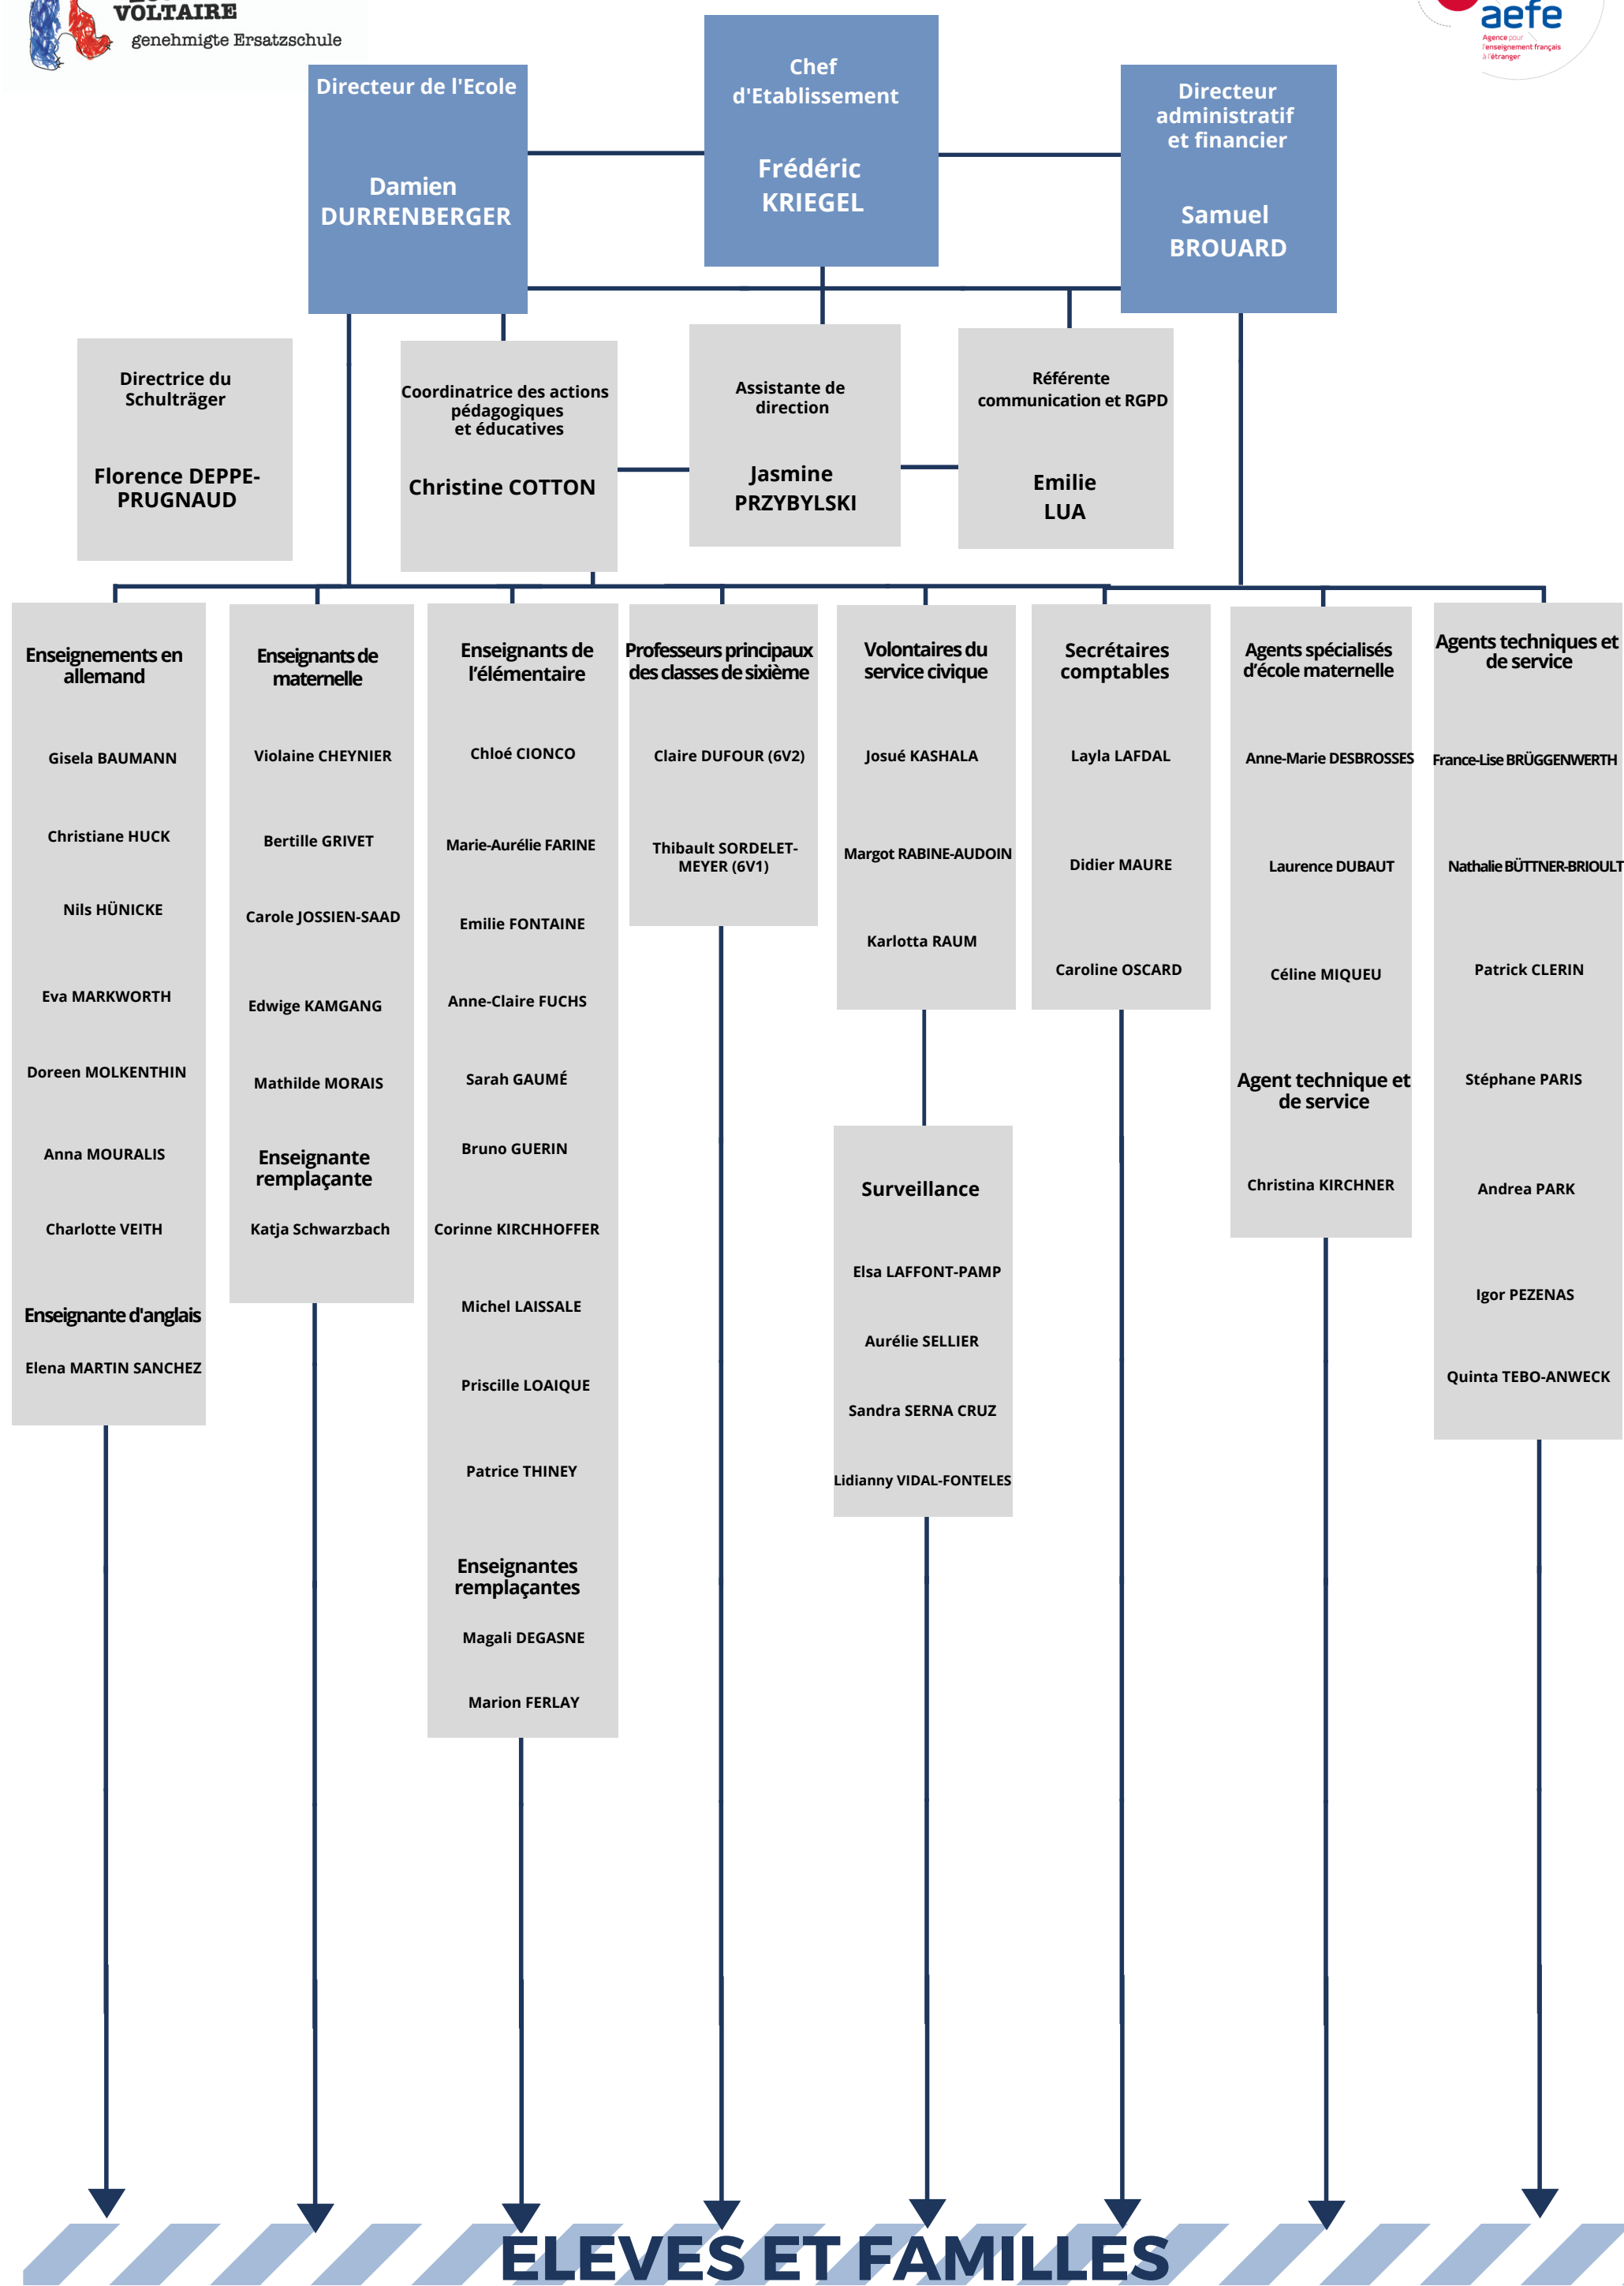 VOLTAIRE
genehmigte Ersatzschule
aefe
Agence pour
l'enseignement français
à l'étranger
Directeur de l'Ecole
Damien
DURRENBERGER
Chef
d'Etablissement
Frédéric
KRIEGEL
Directeur
administratif
et financier
Samuel
BROUARD
Directrice du
Schulträger
Florence DEPPE-
PRUGNAUD
Coordinatrice des actions
pédagogiques
et éducatives
Christine COTTON
Assistante de
direction
Jasmine
PRZYBYLSKI
Référente
communication et RGPD
Emilie
LUA
Enseignements en
allemand
Gisela BAUMANN
Christiane HUCK
Nils HÜNICKE
Eva MARKWORTH
Doreen MOLKENTHIN
Anna MOURALIS
Charlotte VEITH
Enseignante d'anglais
Elena MARTIN SANCHEZ
Enseignants de
maternelle
Violaine CHEYNIER
Bertille GRIVET
Carole JOSSIEN-SAAD
Edwige KAMGANG
Mathilde MORAIS
Enseignante
remplaçante
Katja Schwarzbach
Enseignants de
l’élémentaire
Chloé CIONCO
Marie-Aurélie FARINE
Emilie FONTAINE
Anne-Claire FUCHS
Sarah GAUMÉ
Bruno GUERIN
Corinne KIRCHHOFFER
Michel LAISSALE
Priscille LOAIQUE
Patrice THINEY
Enseignantes
remplaçantes
Magali DEGASNE
Marion FERLAY
Professeurs principaux
des classes de sixième
Claire DUFOUR (6V2)
Thibault SORDELET-
MEYER (6V1)
Volontaires du
service civique
Josué KASHALA
Margot RABINE-AUDOIN
Karlotta RAUM
Surveillance
Elsa LAFFONT-PAMP
Aurélie SELLIER
Sandra SERNA CRUZ
Lidianny VIDAL-FONTELES
Secrétaires
comptables
Layla LAFDAL
Didier MAURE
Caroline OSCARD
Agents spécialisés
d’école maternelle
Anne-Marie DESBROSSES
Laurence DUBAUT
Céline MIQUEU
Agent technique et
de service
Christina KIRCHNER
Agents techniques et
de service
France-Lise BRÜGGENWERTH
Nathalie BÜTTNER-BRIOULT
Patrick CLERIN
Stéphane PARIS
Andrea PARK
Igor PEZENAS
Quinta TEBO-ANWECK
ELEVES ET FAMILLES